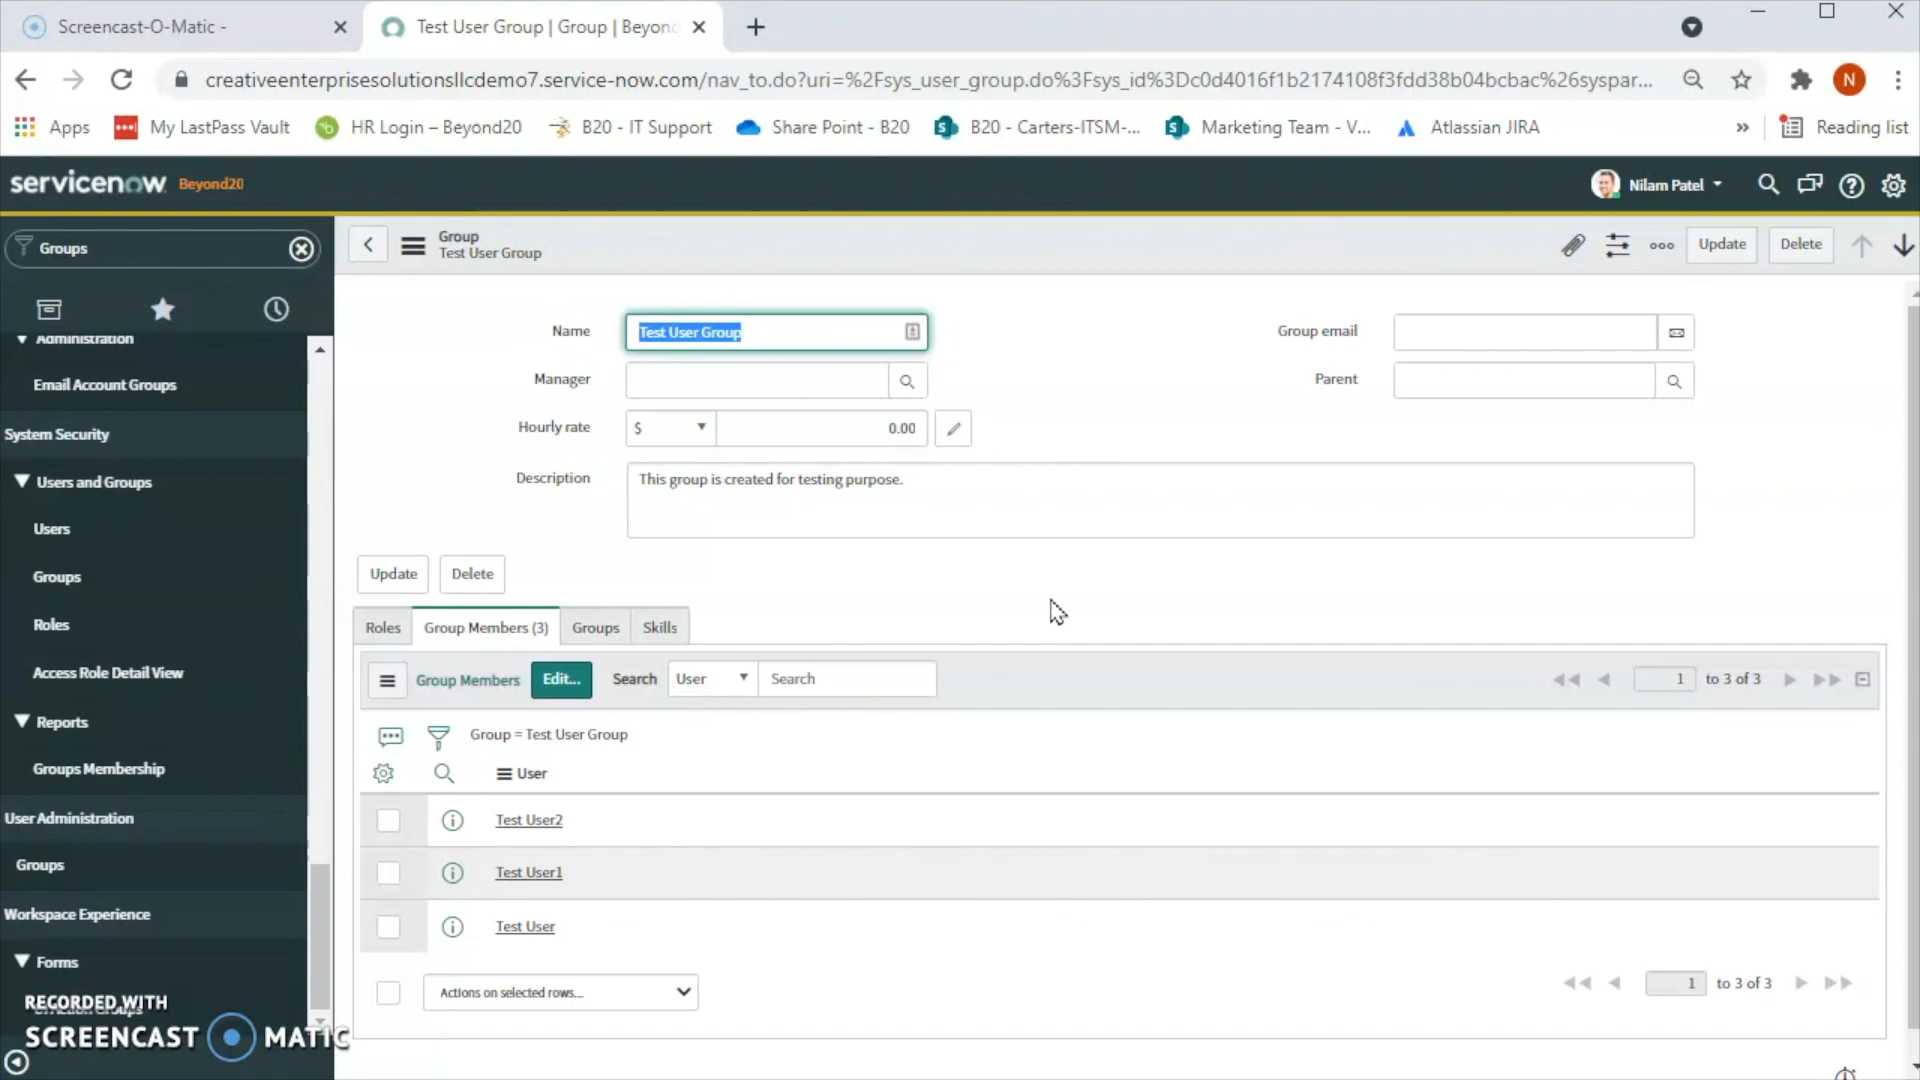 Screencast-O-Matic -
Test User Group | Group | Beyond
creativeenterprisesolutionsllcdemo7.service-now.com/nav_to.do?uri=%2Fsys_user_group.do%3Fsys_id%3Dc0d4016f1b2174108f3fdd38b04bcbac%26syspar...
N
Apps
My LastPass Vault
HR Login – Beyond20
B20 - IT Support
Share Point - B20
B20 - Carters-ITSM-...
Marketing Team - V...
Atlassian JIRA
»
Reading list
servicenow Beyond20
Nilam Patel
Groups
Group
Test User Group
Update
Delete
Administration
Email Account Groups
System Security
Users and Groups
Users
Groups
Roles
Access Role Detail View
Reports
Groups Membership
User Administration
Groups
Workspace Experience
Forms
Name
Test User Group
Group email
Manager
Parent
Hourly rate
$
0.00
Description
This group is created for testing purpose.
Update
Delete
Roles
Group Members (3)
Groups
Skills
Group Members
Edit...
Search
User
Search
1 to 3 of 3
Group = Test User Group
User
Test User2
Test User1
Test User
Actions on selected rows...
1 to 3 of 3
RECORDED WITH
SCREENCAST MATIC